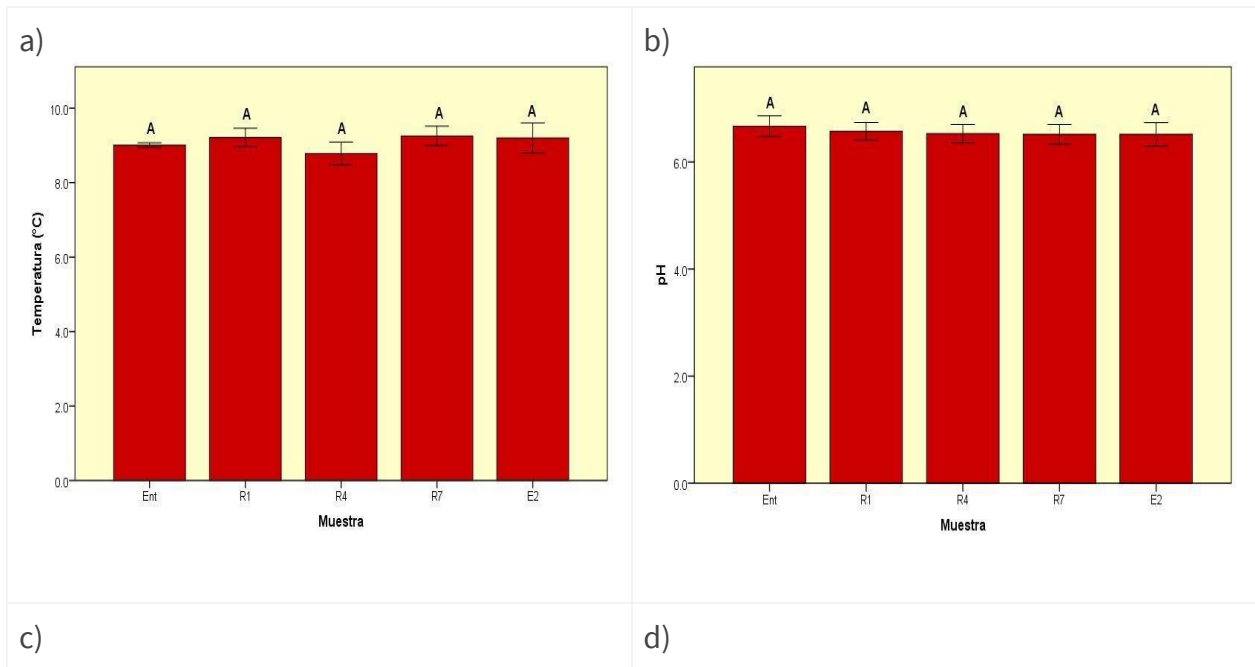 a)
A A A A A
10.0
8.0
6.0
4.0
2.0
0.0
Temperatura (°C)
Ent R1 R4 R7 E2
Muestra
b)
A A A A A
6.0
4.0
2.0
0.0
pH
Ent R1 R4 R7 E2
Muestra
c)
d)